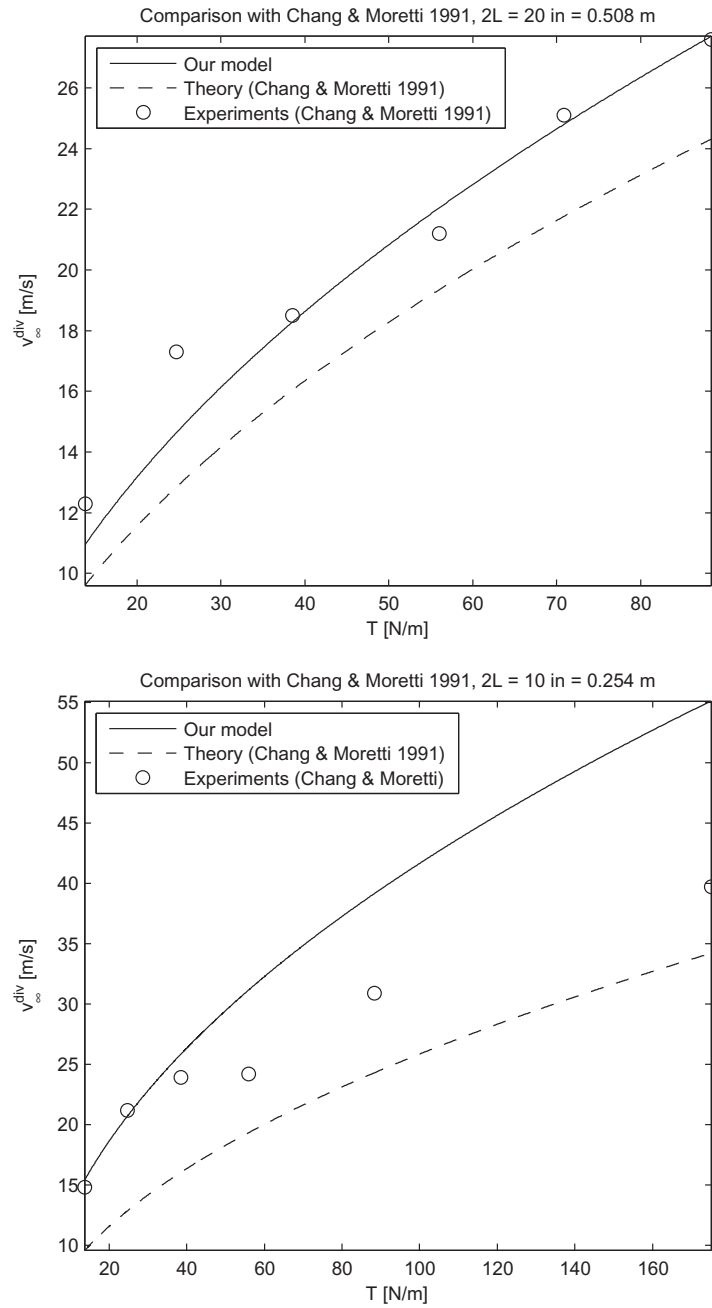 Comparison with Chang & Moretti 1991, 2L = 20 in = 0.508 m
Our model
Theory (Chang & Moretti 1991)
Experiments (Chang & Moretti 1991)
26
24
22
20
18
16
14
12
10
v∞^div [m/s]
20 30 40 50 60 70 80
T [N/m]
Comparison with Chang & Moretti 1991, 2L = 10 in = 0.254 m
Our model
Theory (Chang & Moretti 1991)
Experiments (Chang & Moretti)
55
50
45
40
35
30
25
20
15
10
v∞^div [m/s]
20 40 60 80 100 120 140 160
T [N/m]